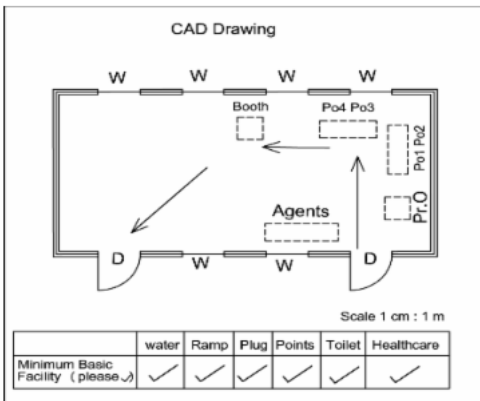 CAD Drawing
W W W W
Booth Po4 Po3
Po1 Po2
Pr.O
Agents
D W W D
Scale 1 cm : 1 m
water Ramp Plug Points Toilet Healthcare
Minimum Basic
Facility (please ✓) ✓ ✓ ✓ ✓ ✓ ✓